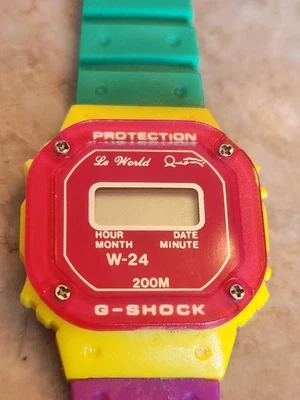 PROTECTION
Le World
HOUR DATE
MONTH MINUTE
W-24
200M
G-SHOCK